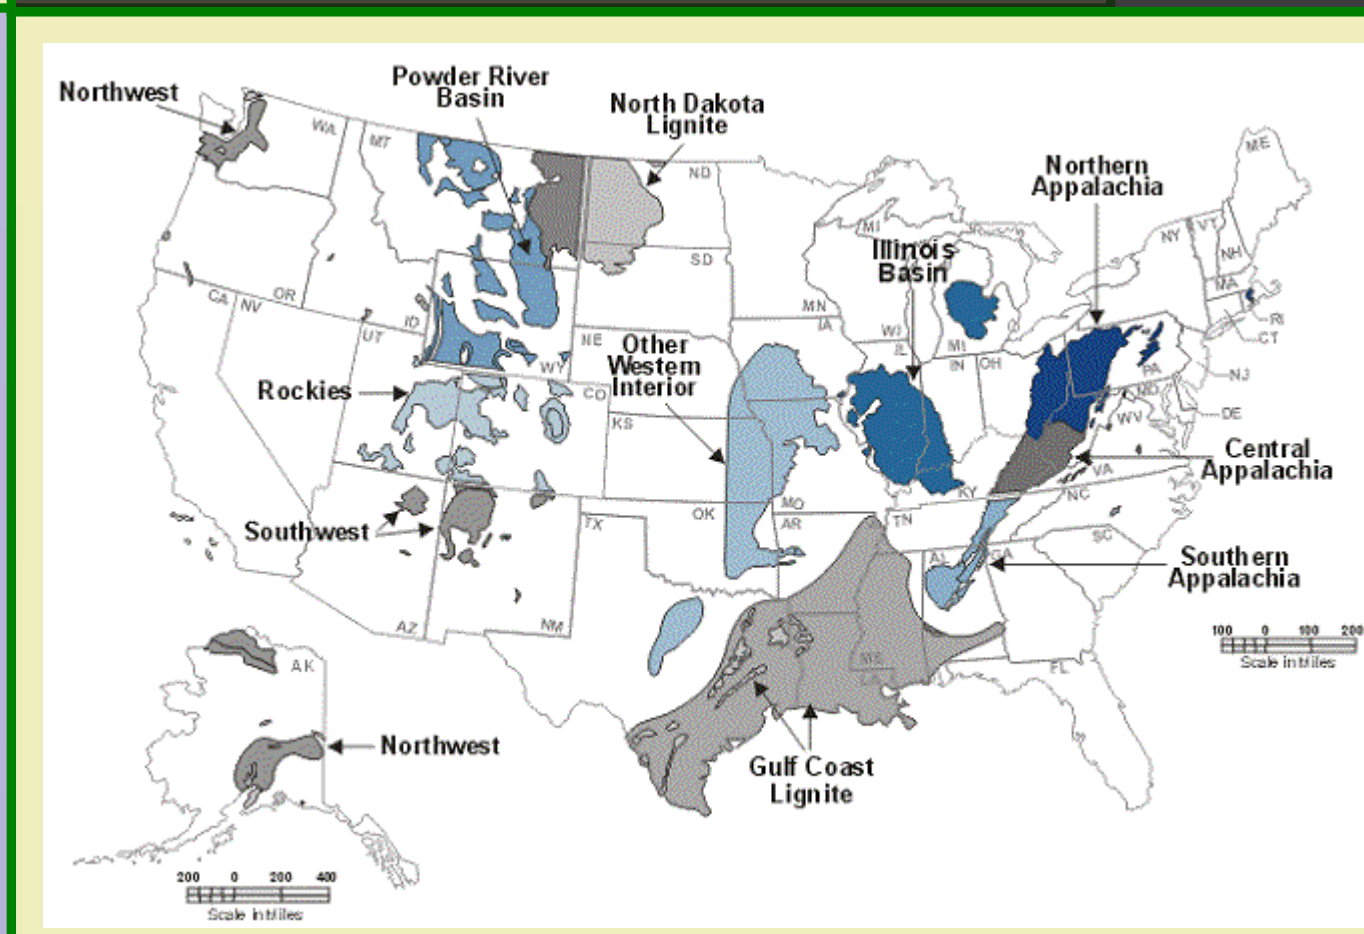 Northwest
Powder River
Basin
North Dakota
Lignite
Northern
Appalachia
Illinois
Basin
Other
Western
Interior
Rockies
Central
Appalachia
Southwest
Southern
Appalachia
Gulf Coast
Lignite
Northwest
WA
MT
ND
SD
MN
IA
WI
IL
MI
MI
IN
OH
ME
NY
VT
NH
MA
RI
CT
NJ
PA
MD
DE
WV
VA
KY
NC
TN
SC
GA
AL
MS
LA
FL
AR
MO
OK
KS
NE
CO
WY
ID
OR
CA
NV
UT
AZ
NM
TX
AK
100 0 100 200
Scale in Miles
200 0 200 400
Scale in Miles